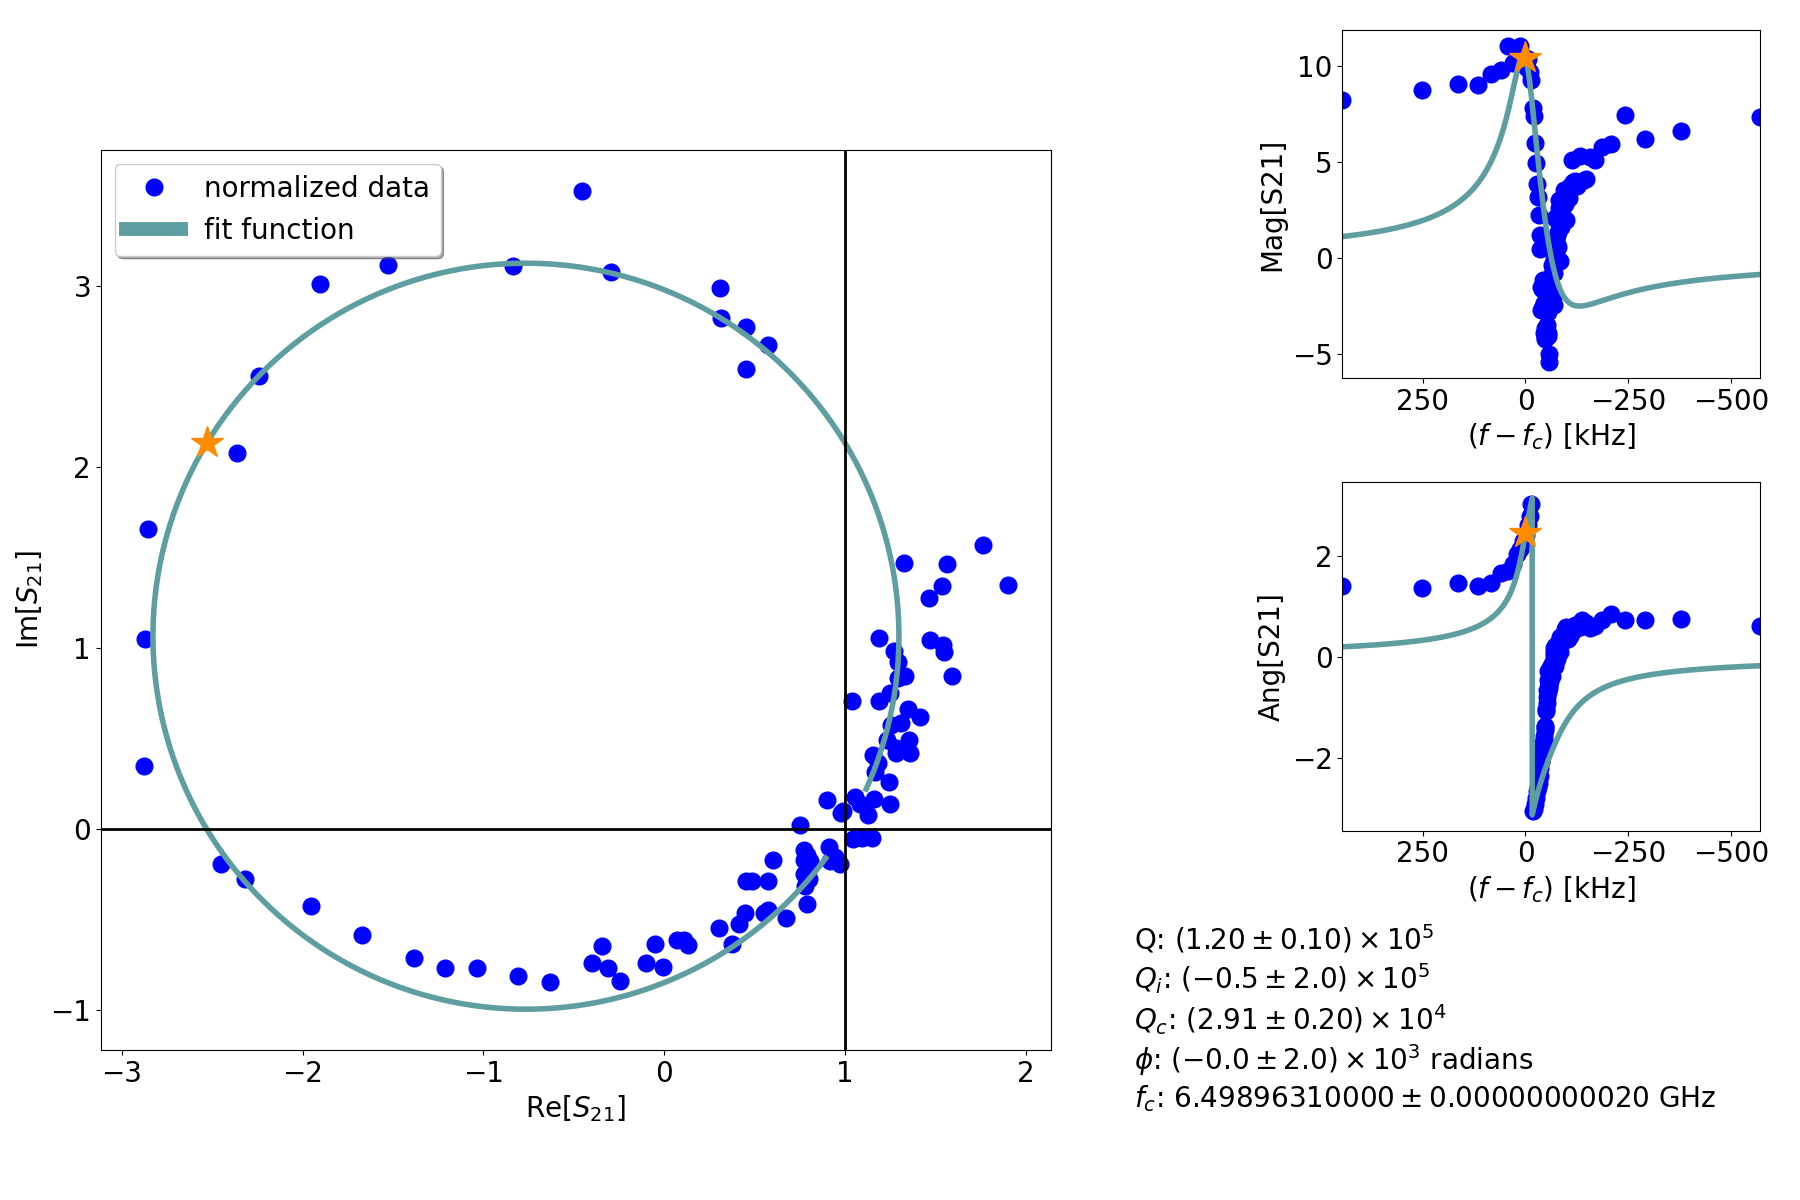 normalized data
fit function
3
2
1
0
−1
Im[S21]
−3
−2
−1
0
1
2
Re[S21]
10
5
0
−5
Mag[S21]
250
0
−250
−500
(f − fc) [kHz]
2
0
−2
Ang[S21]
250
0
−250
−500
(f − fc) [kHz]
Q: (1.20 ± 0.10) × 10^5
Qi: (−0.5 ± 2.0) × 10^5
Qc: (2.91 ± 0.20) × 10^4
ϕ: (−0.0 ± 2.0) × 10^3 radians
fc: 6.49896310000 ± 0.00000000020 GHz